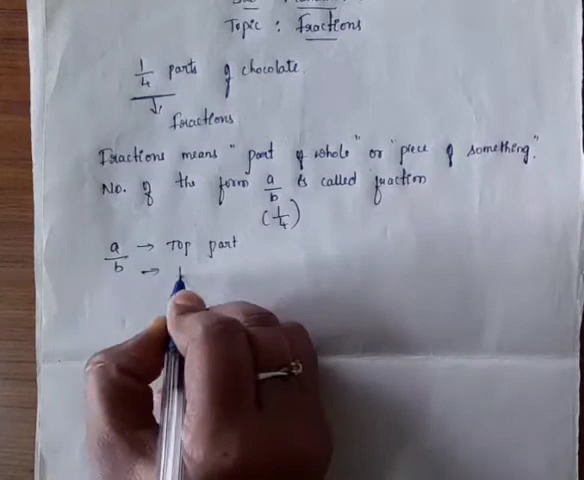 Topic : Fractions
1/4 parts of chocolate.
Fractions
Fractions means "part of whole" or "piece of something."
No. of the form a/b is called fraction
(1/4)
a/b → Top part
→